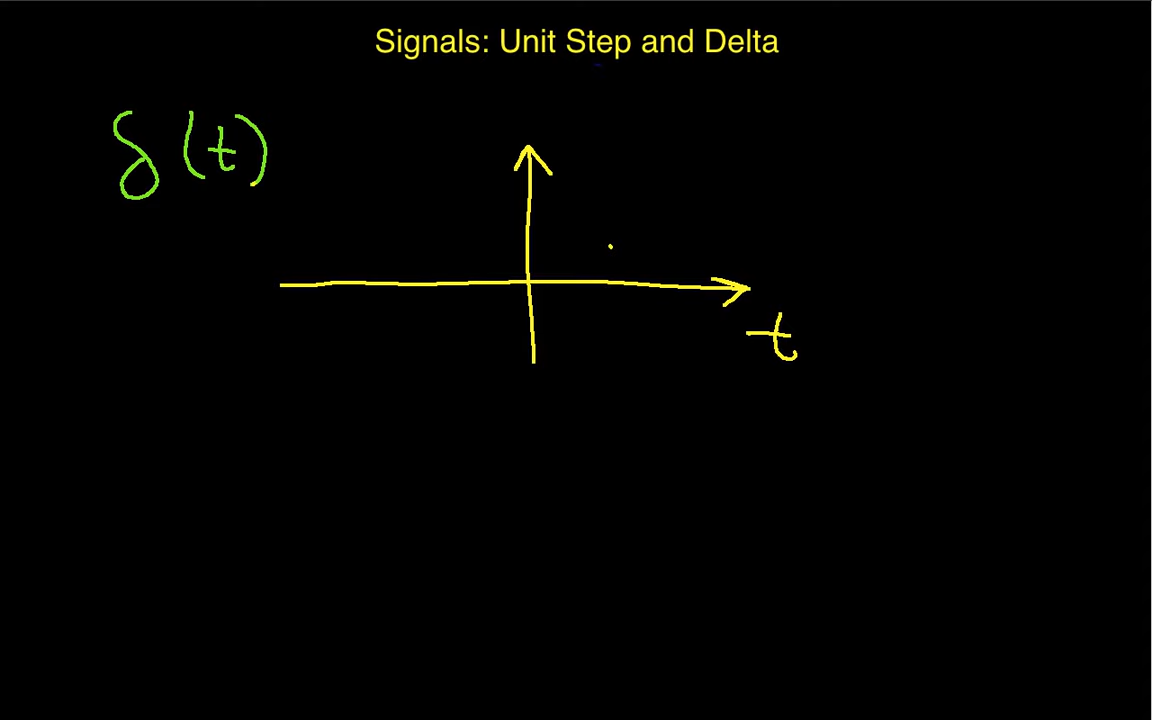 Signals: Unit Step and Delta
δ(t)
t